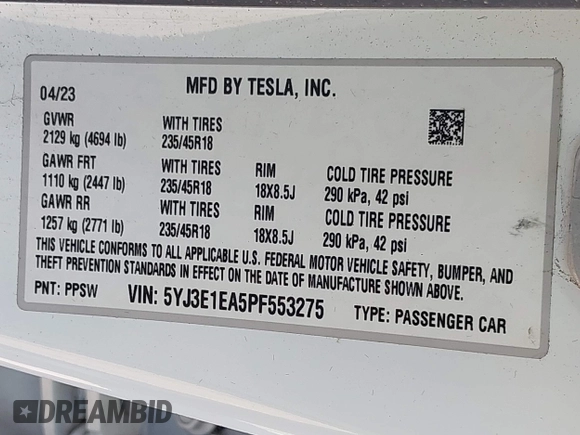 MFD BY TESLA, INC.
04/23
GVWR WITH TIRES
2129 kg (4694 lb) 235/45R18
GAWR FRT WITH TIRES RIM COLD TIRE PRESSURE
1110 kg (2447 lb) 235/45R18 18X8.5J 290 kPa, 42 psi
GAWR RR WITH TIRES RIM COLD TIRE PRESSURE
1257 kg (2771 lb) 235/45R18 18X8.5J 290 kPa, 42 psi
THIS VEHICLE CONFORMS TO ALL APPLICABLE U.S. FEDERAL MOTOR VEHICLE SAFETY, BUMPER, AND
THEFT PREVENTION STANDARDS IN EFFECT ON THE DATE OF MANUFACTURE SHOWN ABOVE.
PNT: PPSW VIN: 5YJ3E1EA5PF553275 TYPE: PASSENGER CAR
DREAMBID